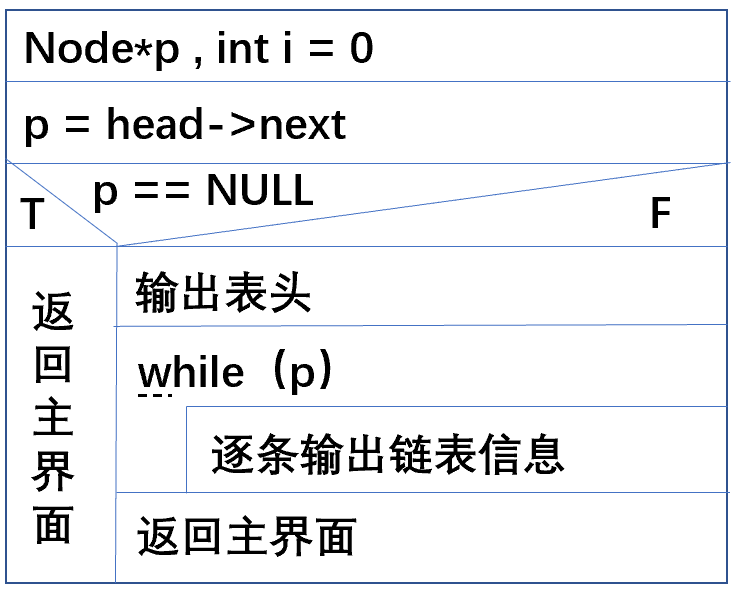 Node*p , int i = 0
p = head->next
p == NULL
T
F
返回主界面
输出表头
while（p）
逐条输出链表信息
返回主界面